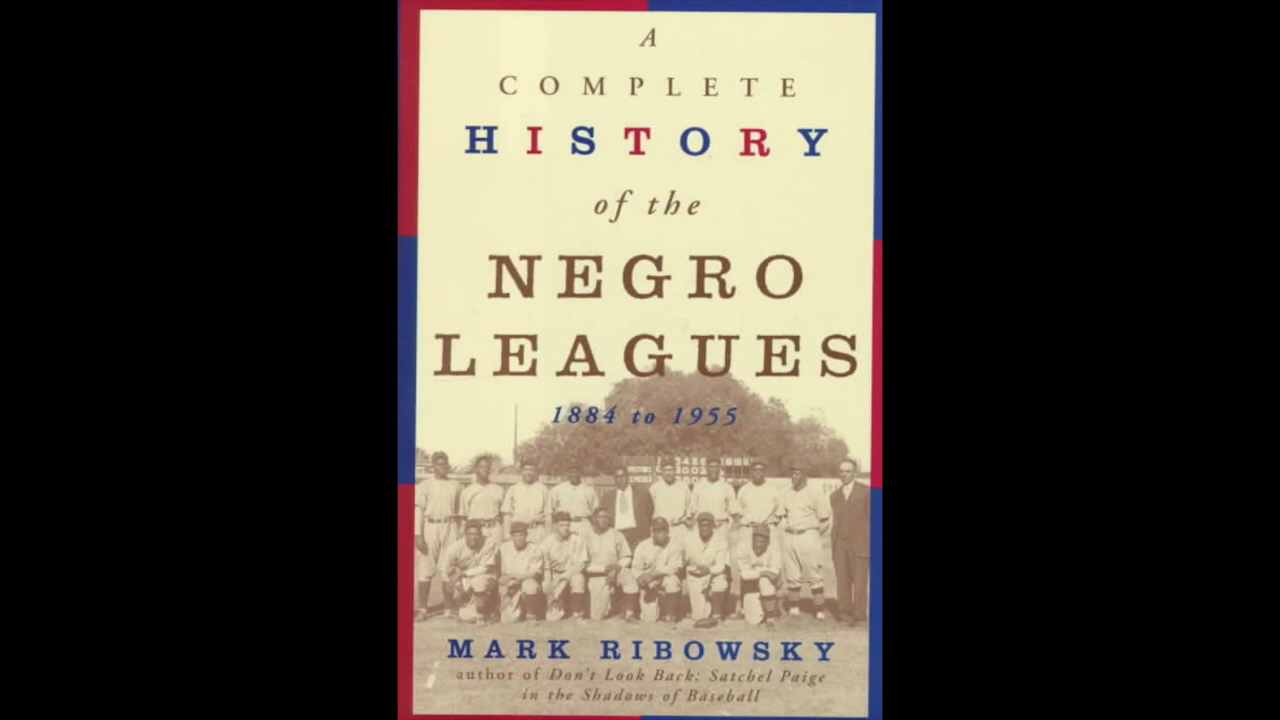 A
COMPLETE
HISTORY
of the
NEGRO
LEAGUES
1884 to 1955
MARK RIBOWSKY
author of Don't Look Back: Satchel Paige
in the Shadows of Baseball